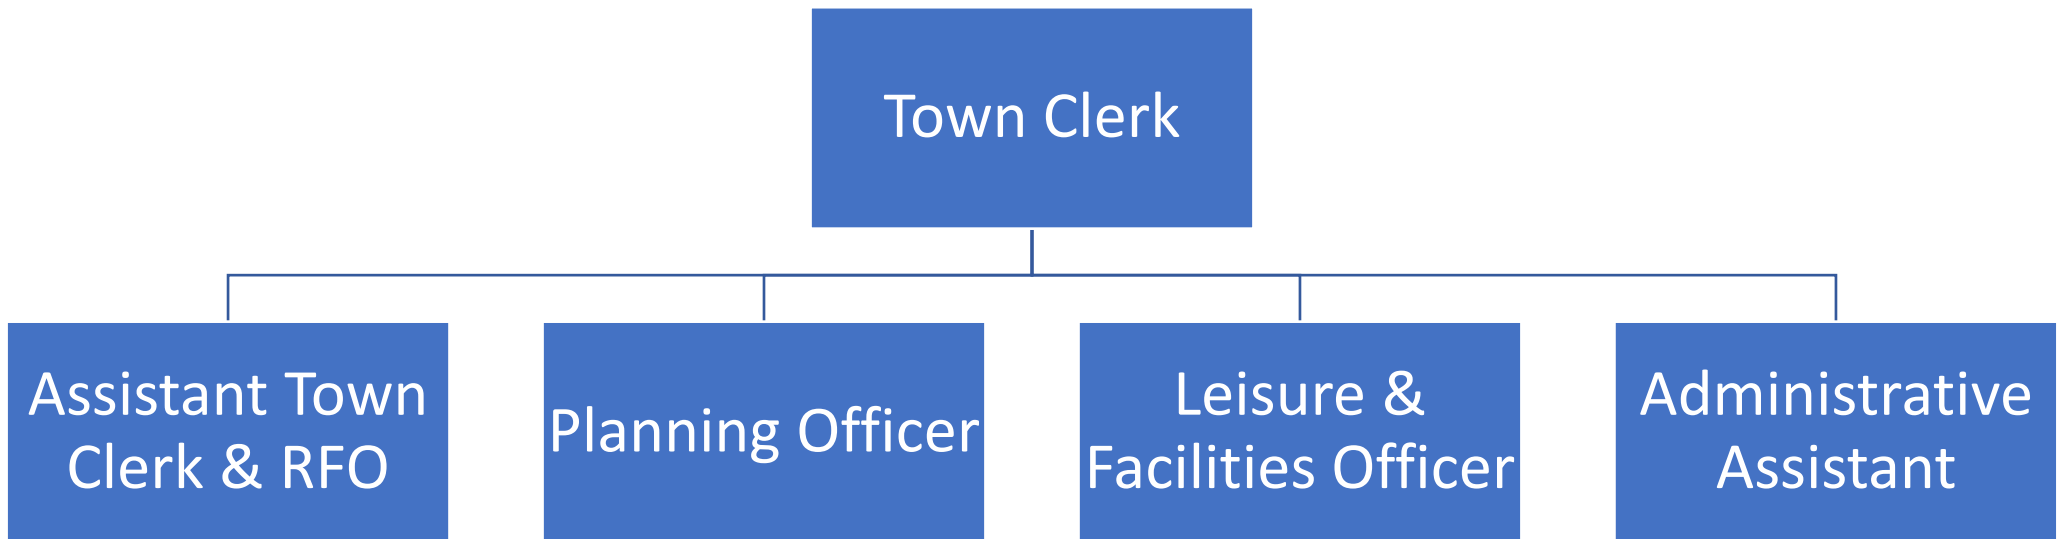 Town Clerk
Assistant Town
Clerk & RFO
Planning Officer
Leisure &
Facilities Officer
Administrative
Assistant